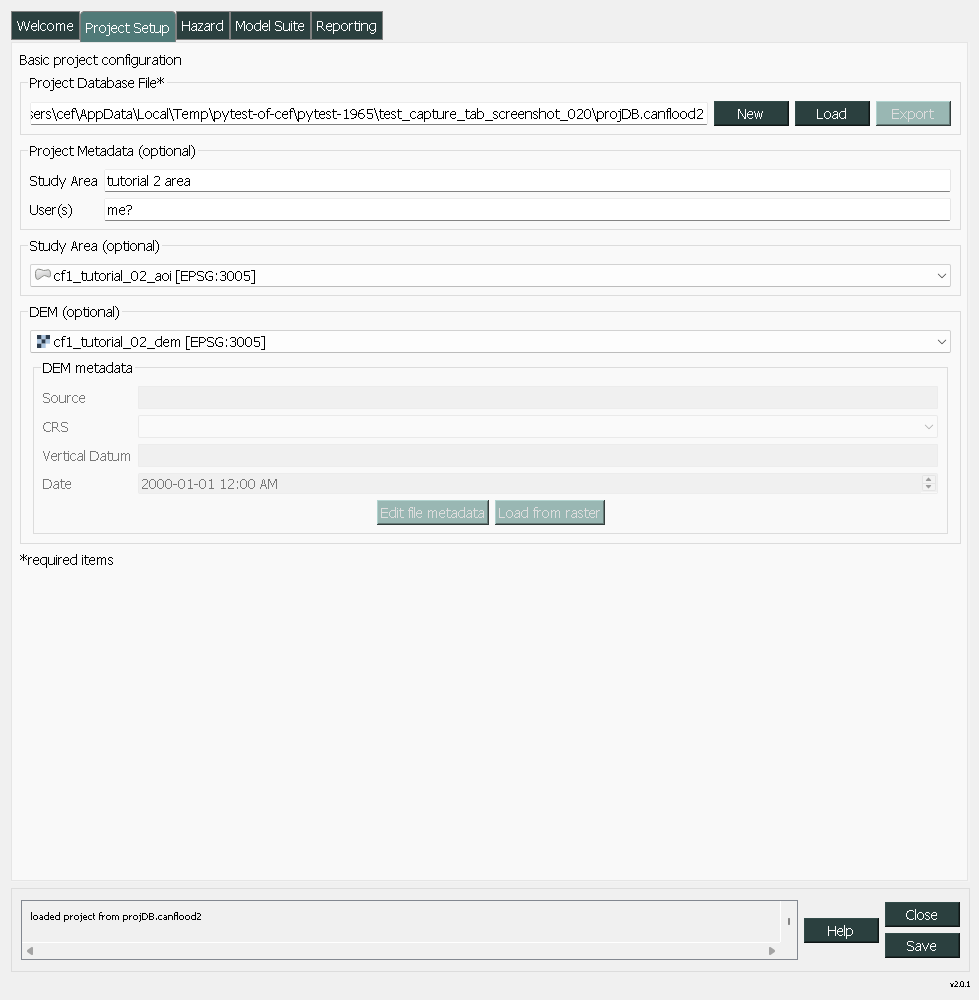 Welcome Project Setup Hazard Model Suite Reporting
Basic project configuration
Project Database File*
sers\cef\AppData\Local\Temp\pytest-of-cef\pytest-1965\test_capture_tab_screenshot_020\projDB.canflood2 New Load Export
Project Metadata (optional)
Study Area tutorial 2 area
User(s) me?
Study Area (optional)
cf1_tutorial_02_aoi [EPSG:3005]
DEM (optional)
cf1_tutorial_02_dem [EPSG:3005]
DEM metadata
Source
CRS
Vertical Datum
Date 2000-01-01 12:00 AM
Edit file metadata Load from raster
*required items
loaded project from projDB.canflood2
Help
Close
Save
v2.0.1